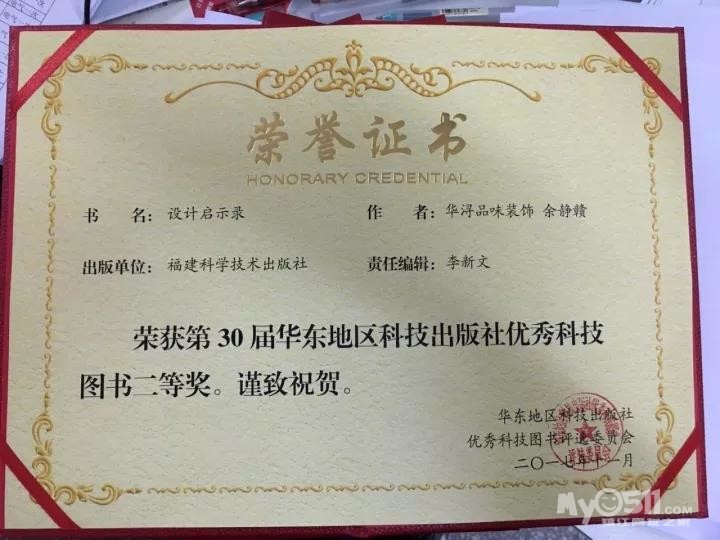 荣誉证书
HONORARY CREDENTIAL
书 名：设计启示录 作 者：华浔品味装饰 余静赣
出版单位：福建科学技术出版社 责任编辑：李新文
荣获第30届华东地区科技出版社优秀科技
图书二等奖。谨致祝贺。
华东地区科技出版社
优秀科技图书评选委员会
二〇一七年十一月
My0511.com